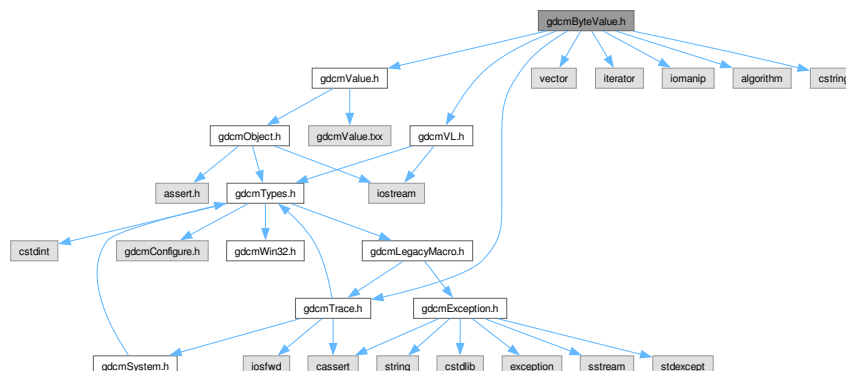 gdcmByteValue.h
gdcmValue.h
vector
iterator
iomanip
algorithm
cstring
gdcmObject.h
gdcmValue.txx
gdcmVL.h
assert.h
gdcmTypes.h
iostream
cstdint
gdcmConfigure.h
gdcmWin32.h
gdcmLegacyMacro.h
gdcmTrace.h
gdcmException.h
gdcmSystem.h
iosfwd
cassert
string
cstdlib
exception
sstream
stdexcept